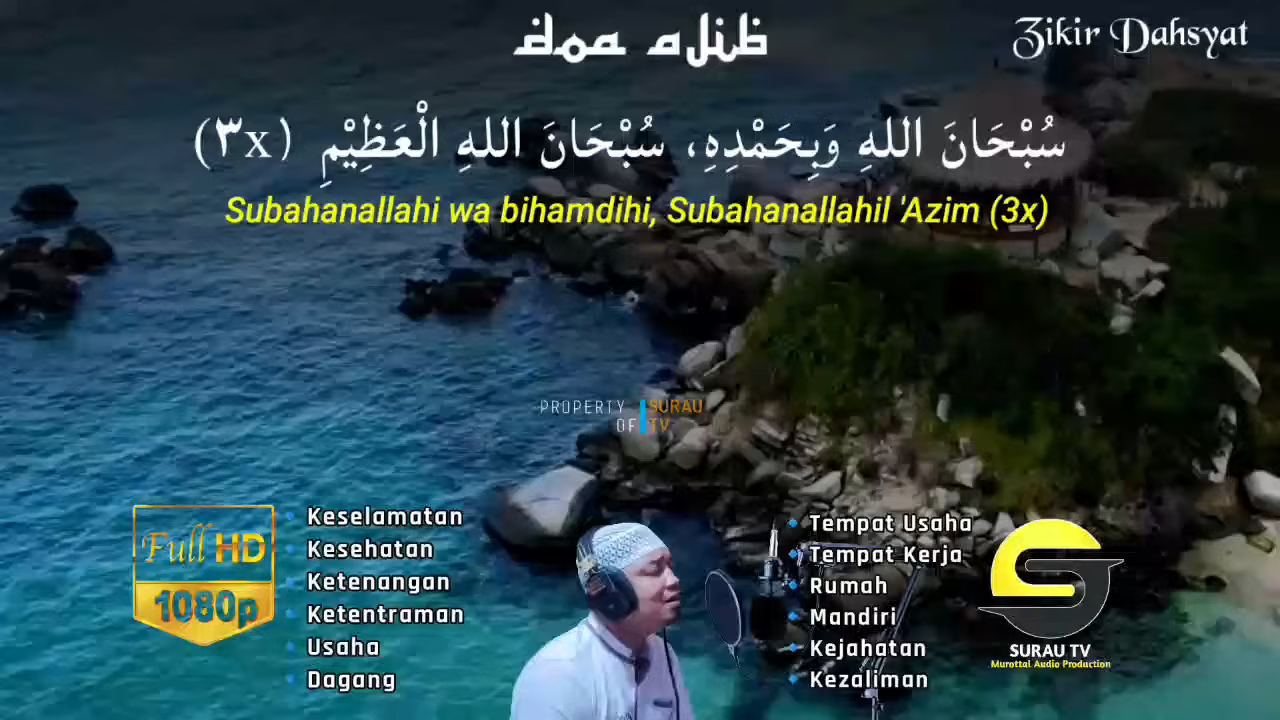 doa ajib
Zikir Dahsyat
سُبْحَانَ اللهِ وَبِحَمْدِهِ، سُبْحَانَ اللهِ الْعَظِيْمِ (٣x)
Subahanallahi wa bihamdihi, Subahanallahil 'Azim (3x)
PROPERTY OF
SURAU TV
Full HD
1080p
Keselamatan
Kesehatan
Ketenangan
Ketentraman
Usaha
Dagang
Tempat Usaha
Tempat Kerja
Rumah
Mandiri
Kejahatan
Kezaliman
SURAU TV
Murottal Audio Production